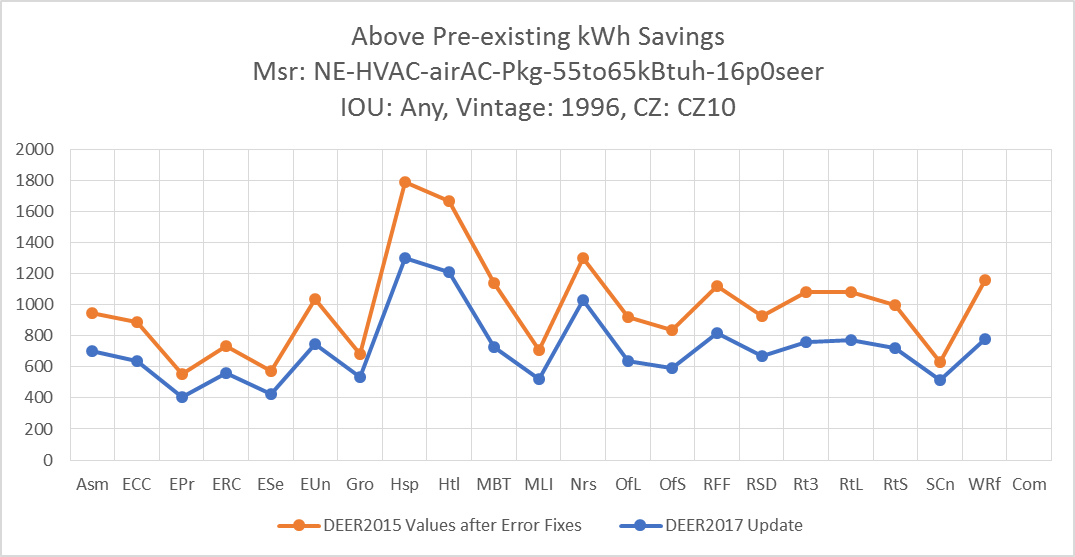 Above Pre-existing kWh Savings
Msr: NE-HVAC-airAC-Pkg-55to65kBtuh-16p0seer
IOU: Any, Vintage: 1996, CZ: CZ10
2000
1800
1600
1400
1200
1000
800
600
400
200
0
Asm ECC EPr ERC ESe EUn Gro Hsp Htl MBT MLI Nrs OfL OfS RFF RSD Rt3 RtL RtS SCn WRf Com
DEER2015 Values after Error Fixes DEER2017 Update